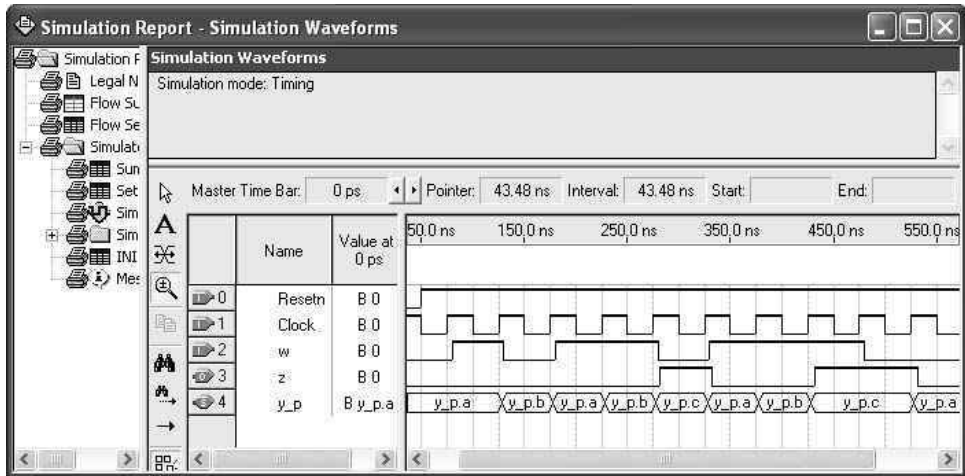 Simulation Report - Simulation Waveforms
Simulation F
Legal N
Flow Su
Flow Se
Simulati
Sun
Set
Sim
Sim
INI
Mes
Simulation Waveforms
Simulation mode: Timing
Master Time Bar: 0 ps Pointer: 43.48 ns Interval: 43.48 ns Start: End:
A
Name Value at 0 ps 50.0 ns 150.0 ns 250.0 ns 350.0 ns 450.0 ns 550.0 ns
0 Resetn B 0
1 Clock B 0
2 w B 0
3 z B 0
4 y_p B y_p.a y_p.a y_p.b y_p.a y_p.b y_p.c y_p.a y_p.b y_p.c y_p.a